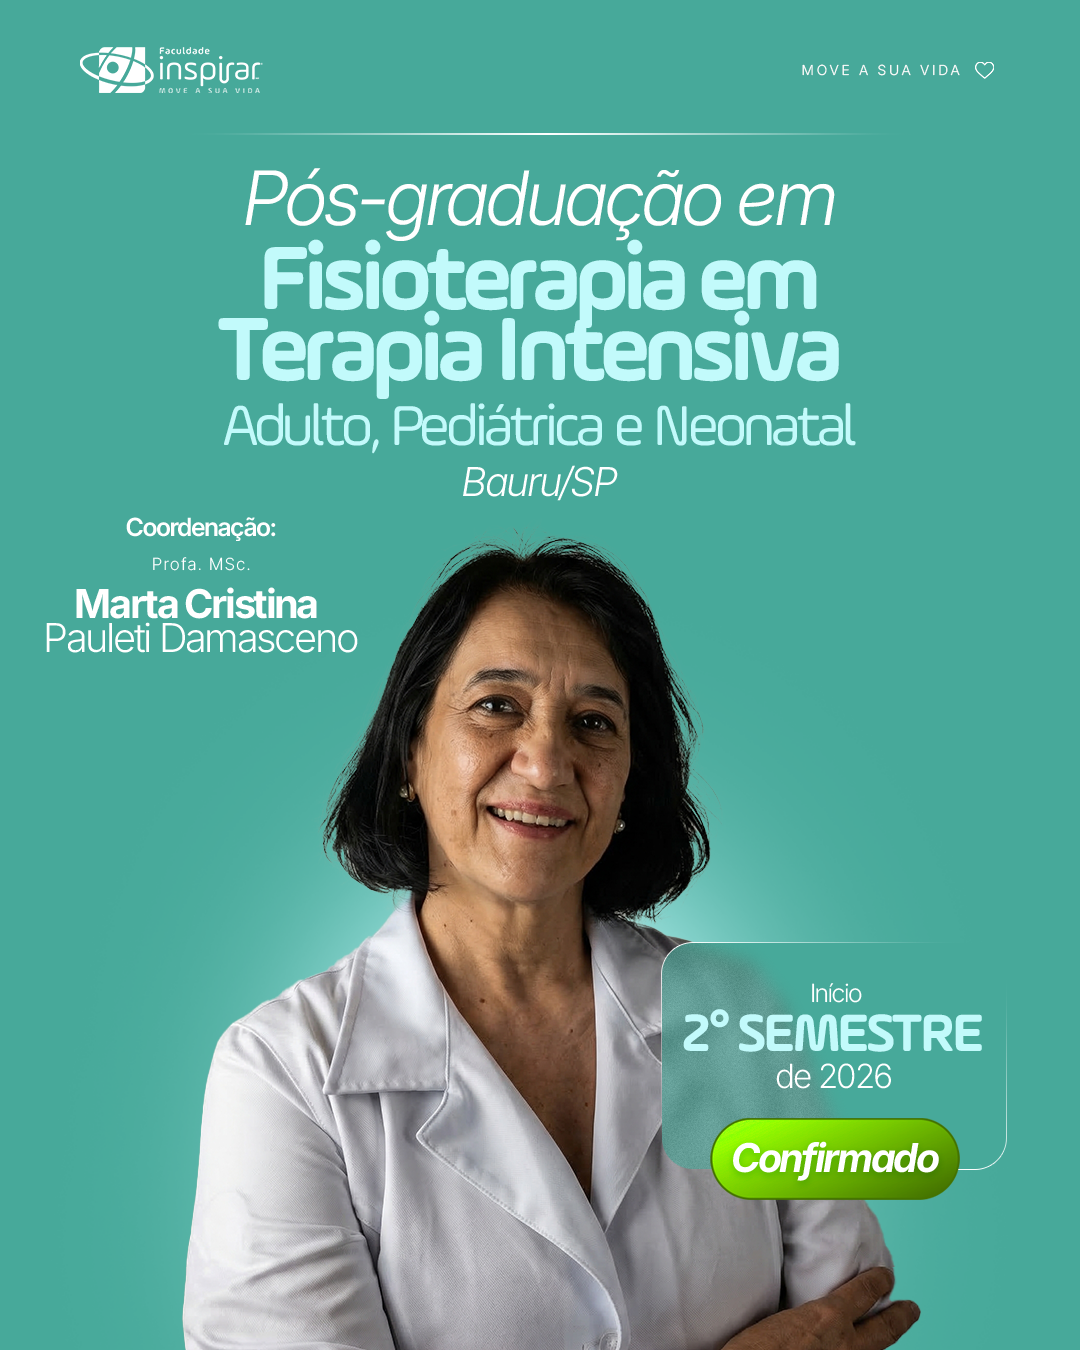 Faculdade
inspirar
MOVE A SUA VIDA
MOVE A SUA VIDA
Pós-graduação em
Fisioterapia em
Terapia Intensiva
Adulto, Pediátrica e Neonatal
Bauru/SP
Coordenação:
Profa. MSc.
Marta Cristina
Pauleti Damasceno
Início
2° SEMESTRE
de 2026
Confirmado